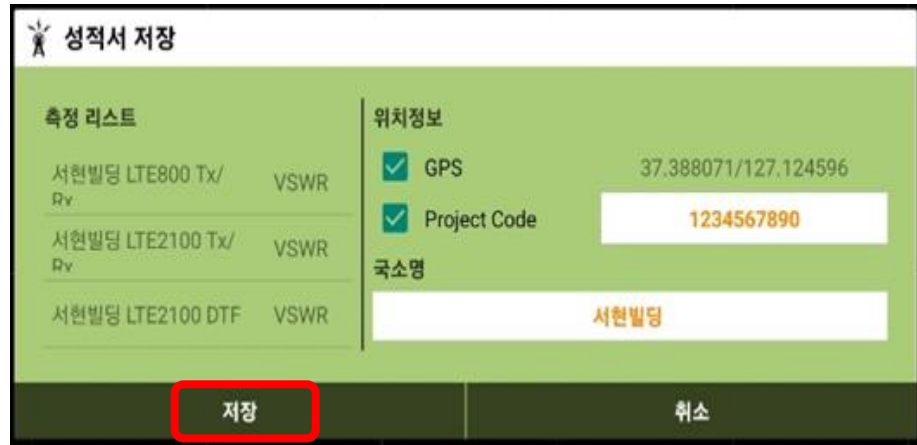 성적서 저장
측정 리스트
서현빌딩 LTE800 Tx/
Rx
VSWR
서현빌딩 LTE2100 Tx/
Rx
VSWR
서현빌딩 LTE2100 DTF
VSWR
위치정보
GPS
37.388071/127.124596
Project Code
1234567890
국소명
서현빌딩
저장
취소